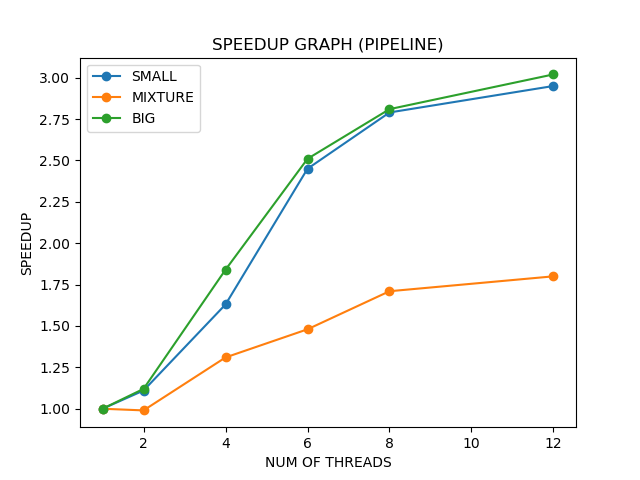 SPEEDUP GRAPH (PIPELINE)
SMALL
MIXTURE
BIG
SPEEDUP
3.00
2.75
2.50
2.25
2.00
1.75
1.50
1.25
1.00
2 4 6 8 10 12
NUM OF THREADS